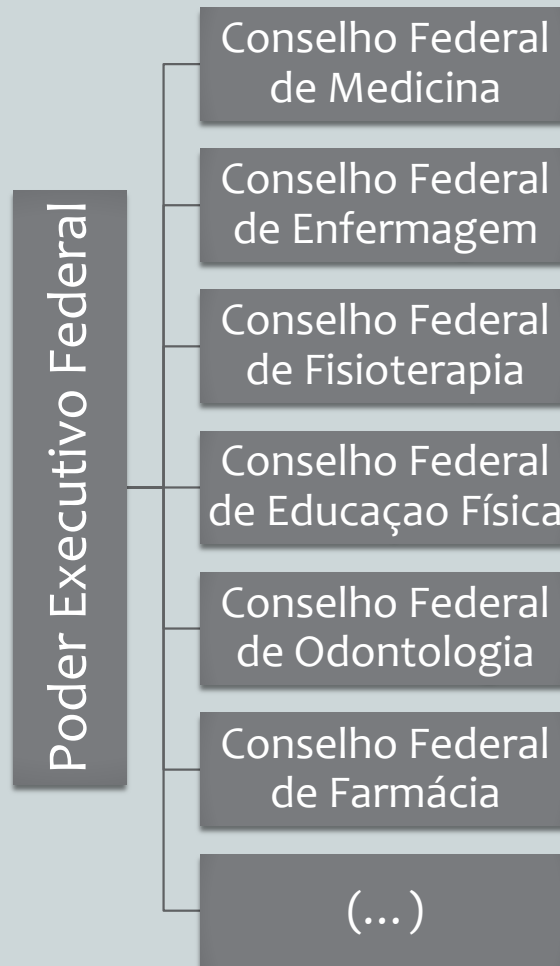 Poder Executivo Federal
Conselho Federal
de Medicina
Conselho Federal
de Enfermagem
Conselho Federal
de Fisioterapia
Conselho Federal
de Educaçao Física
Conselho Federal
de Odontologia
Conselho Federal
de Farmácia
(...)